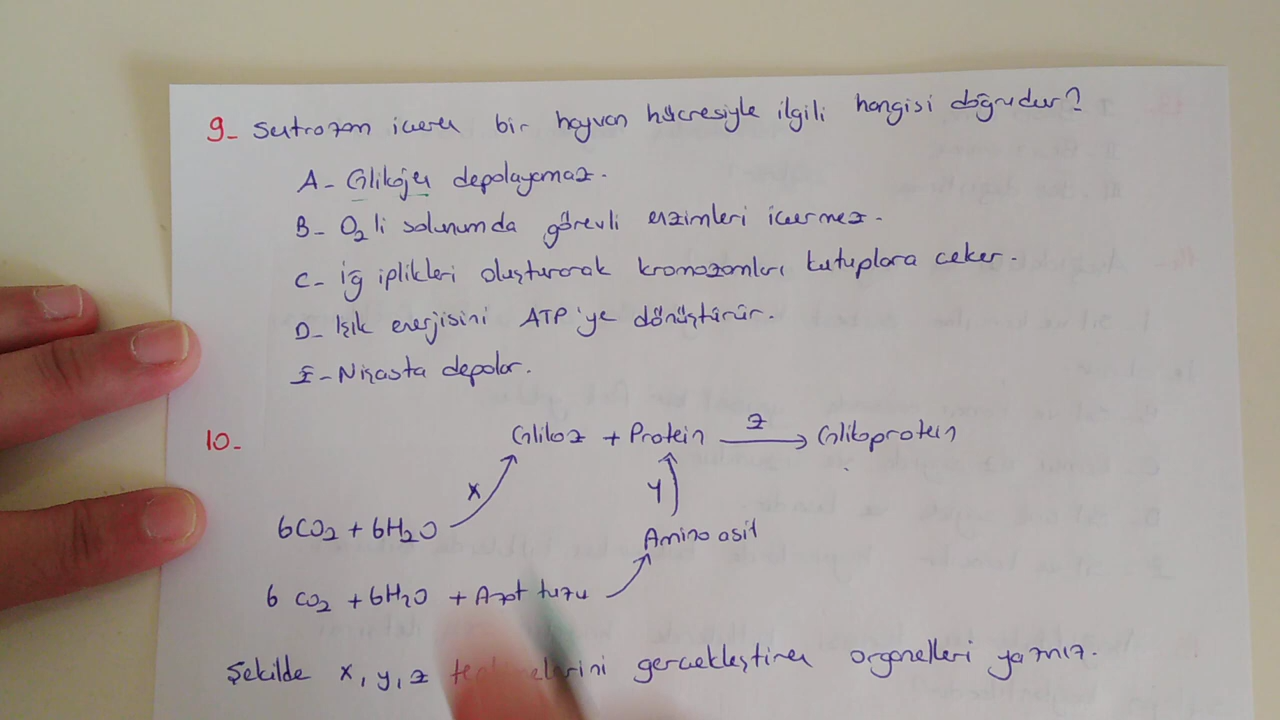 9- Sentrozom içeren bir hayvan hücresiyle ilgili hangisi doğrudur?
A- Glikojen depolayamaz.
B- O2 li solunumda görevli enzimleri içermez.
C- İğ iplikleri oluşturarak kromozomları kutuplara çeker.
D- Işık enerjisini ATP'ye dönüştürür.
E- Nişasta depolar.
10-
Glikoz + Protein z Glikoprotein
x y
6CO2 + 6H2O
Amino asit
6 CO2 + 6H2O + Azot tuzu
Şekilde x, y, z gerçekleştiren organelleri yazınız.